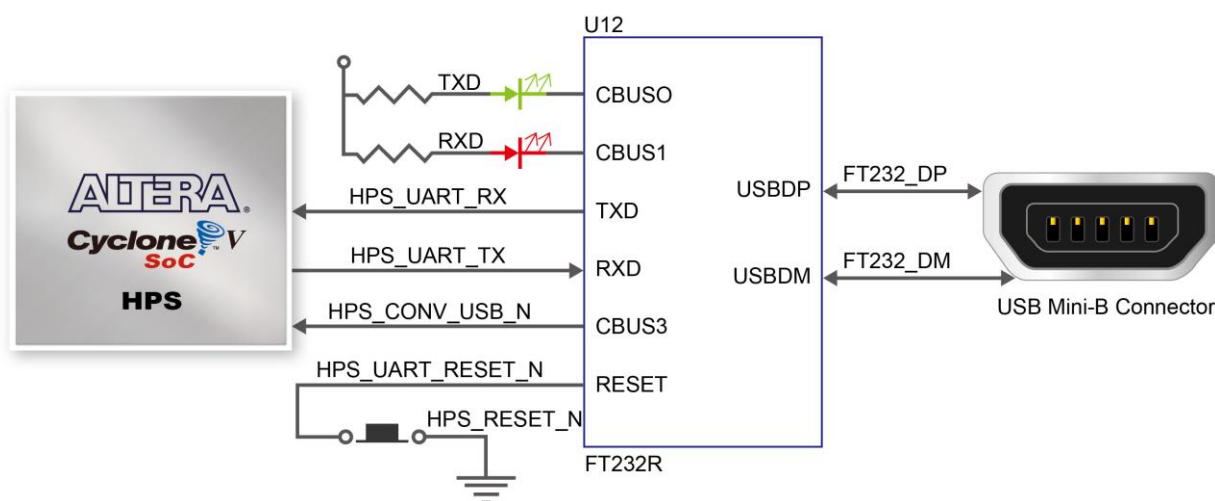 U12
TXD
CBUSO
RXD
CBUS1
ALTERA®
Cyclone V
SoC
HPS
HPS_UART_RX
TXD
HPS_UART_TX
RXD
HPS_CONV_USB_N
CBUS3
HPS_UART_RESET_N
RESET
HPS_RESET_N
USBDP
FT232_DP
USBDM
FT232_DM
USB Mini-B Connector
FT232R